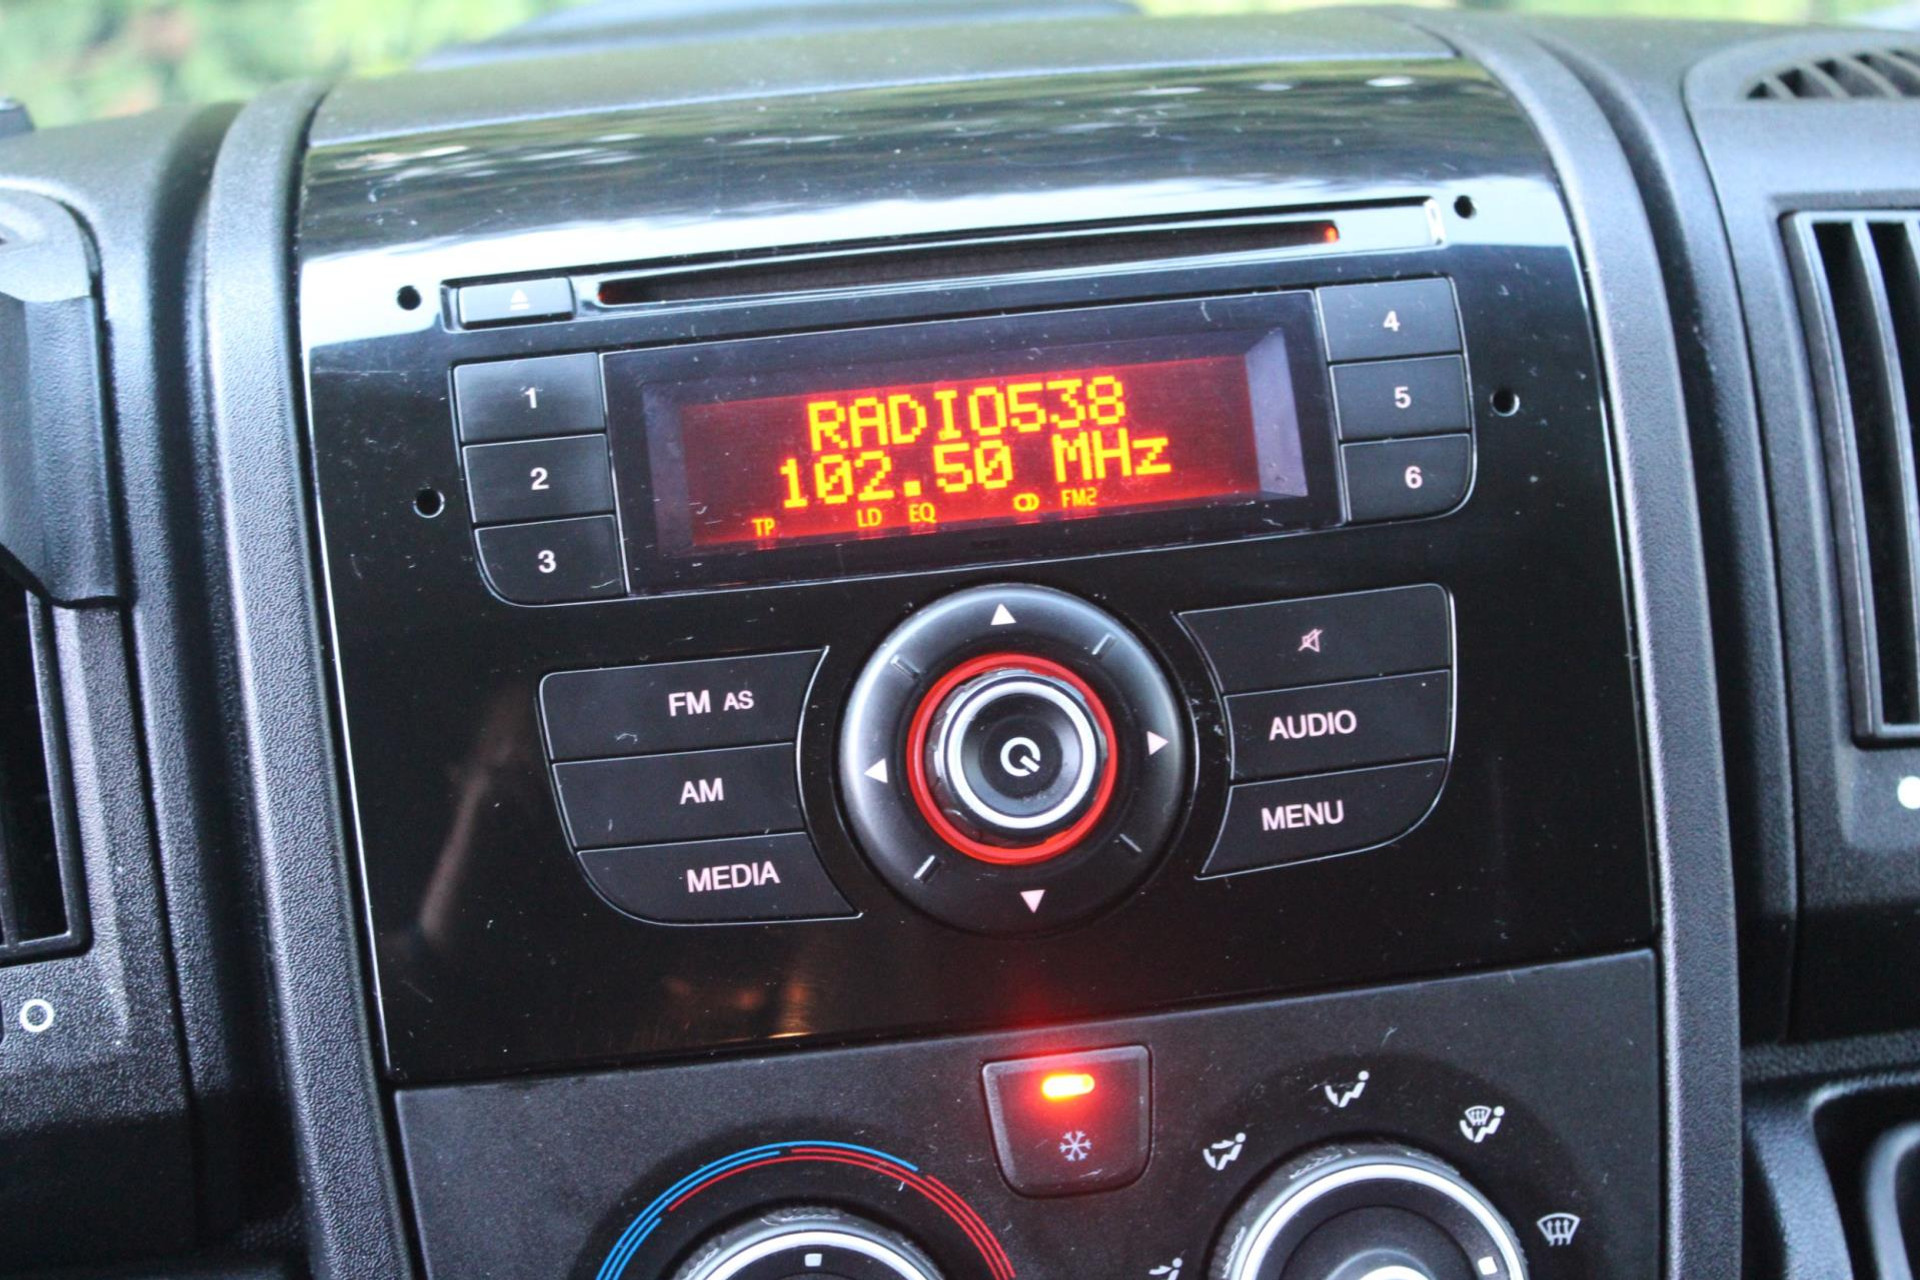 RADIO538
102.50 MHz
TP LD EQ FM2
1
2
3
4
5
6
FM AS
AM
MEDIA
AUDIO
MENU